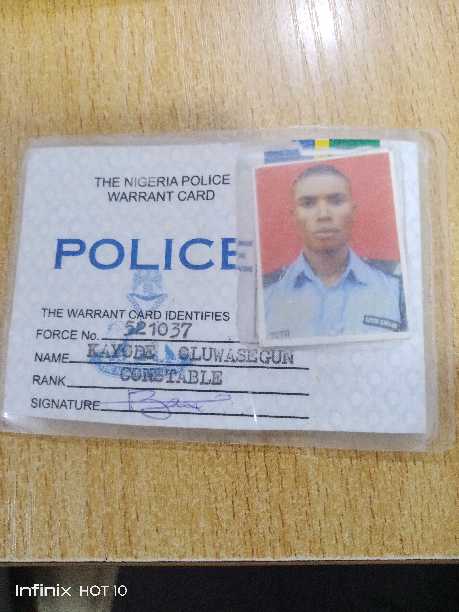 THE NIGERIA POLICE
WARRANT CARD
POLICE
THE WARRANT CARD IDENTIFIES
FORCE No. 521037
NAME KAYODE OLUWASEGUN
RANK CONSTABLE
SIGNATURE
Infinix HOT 10